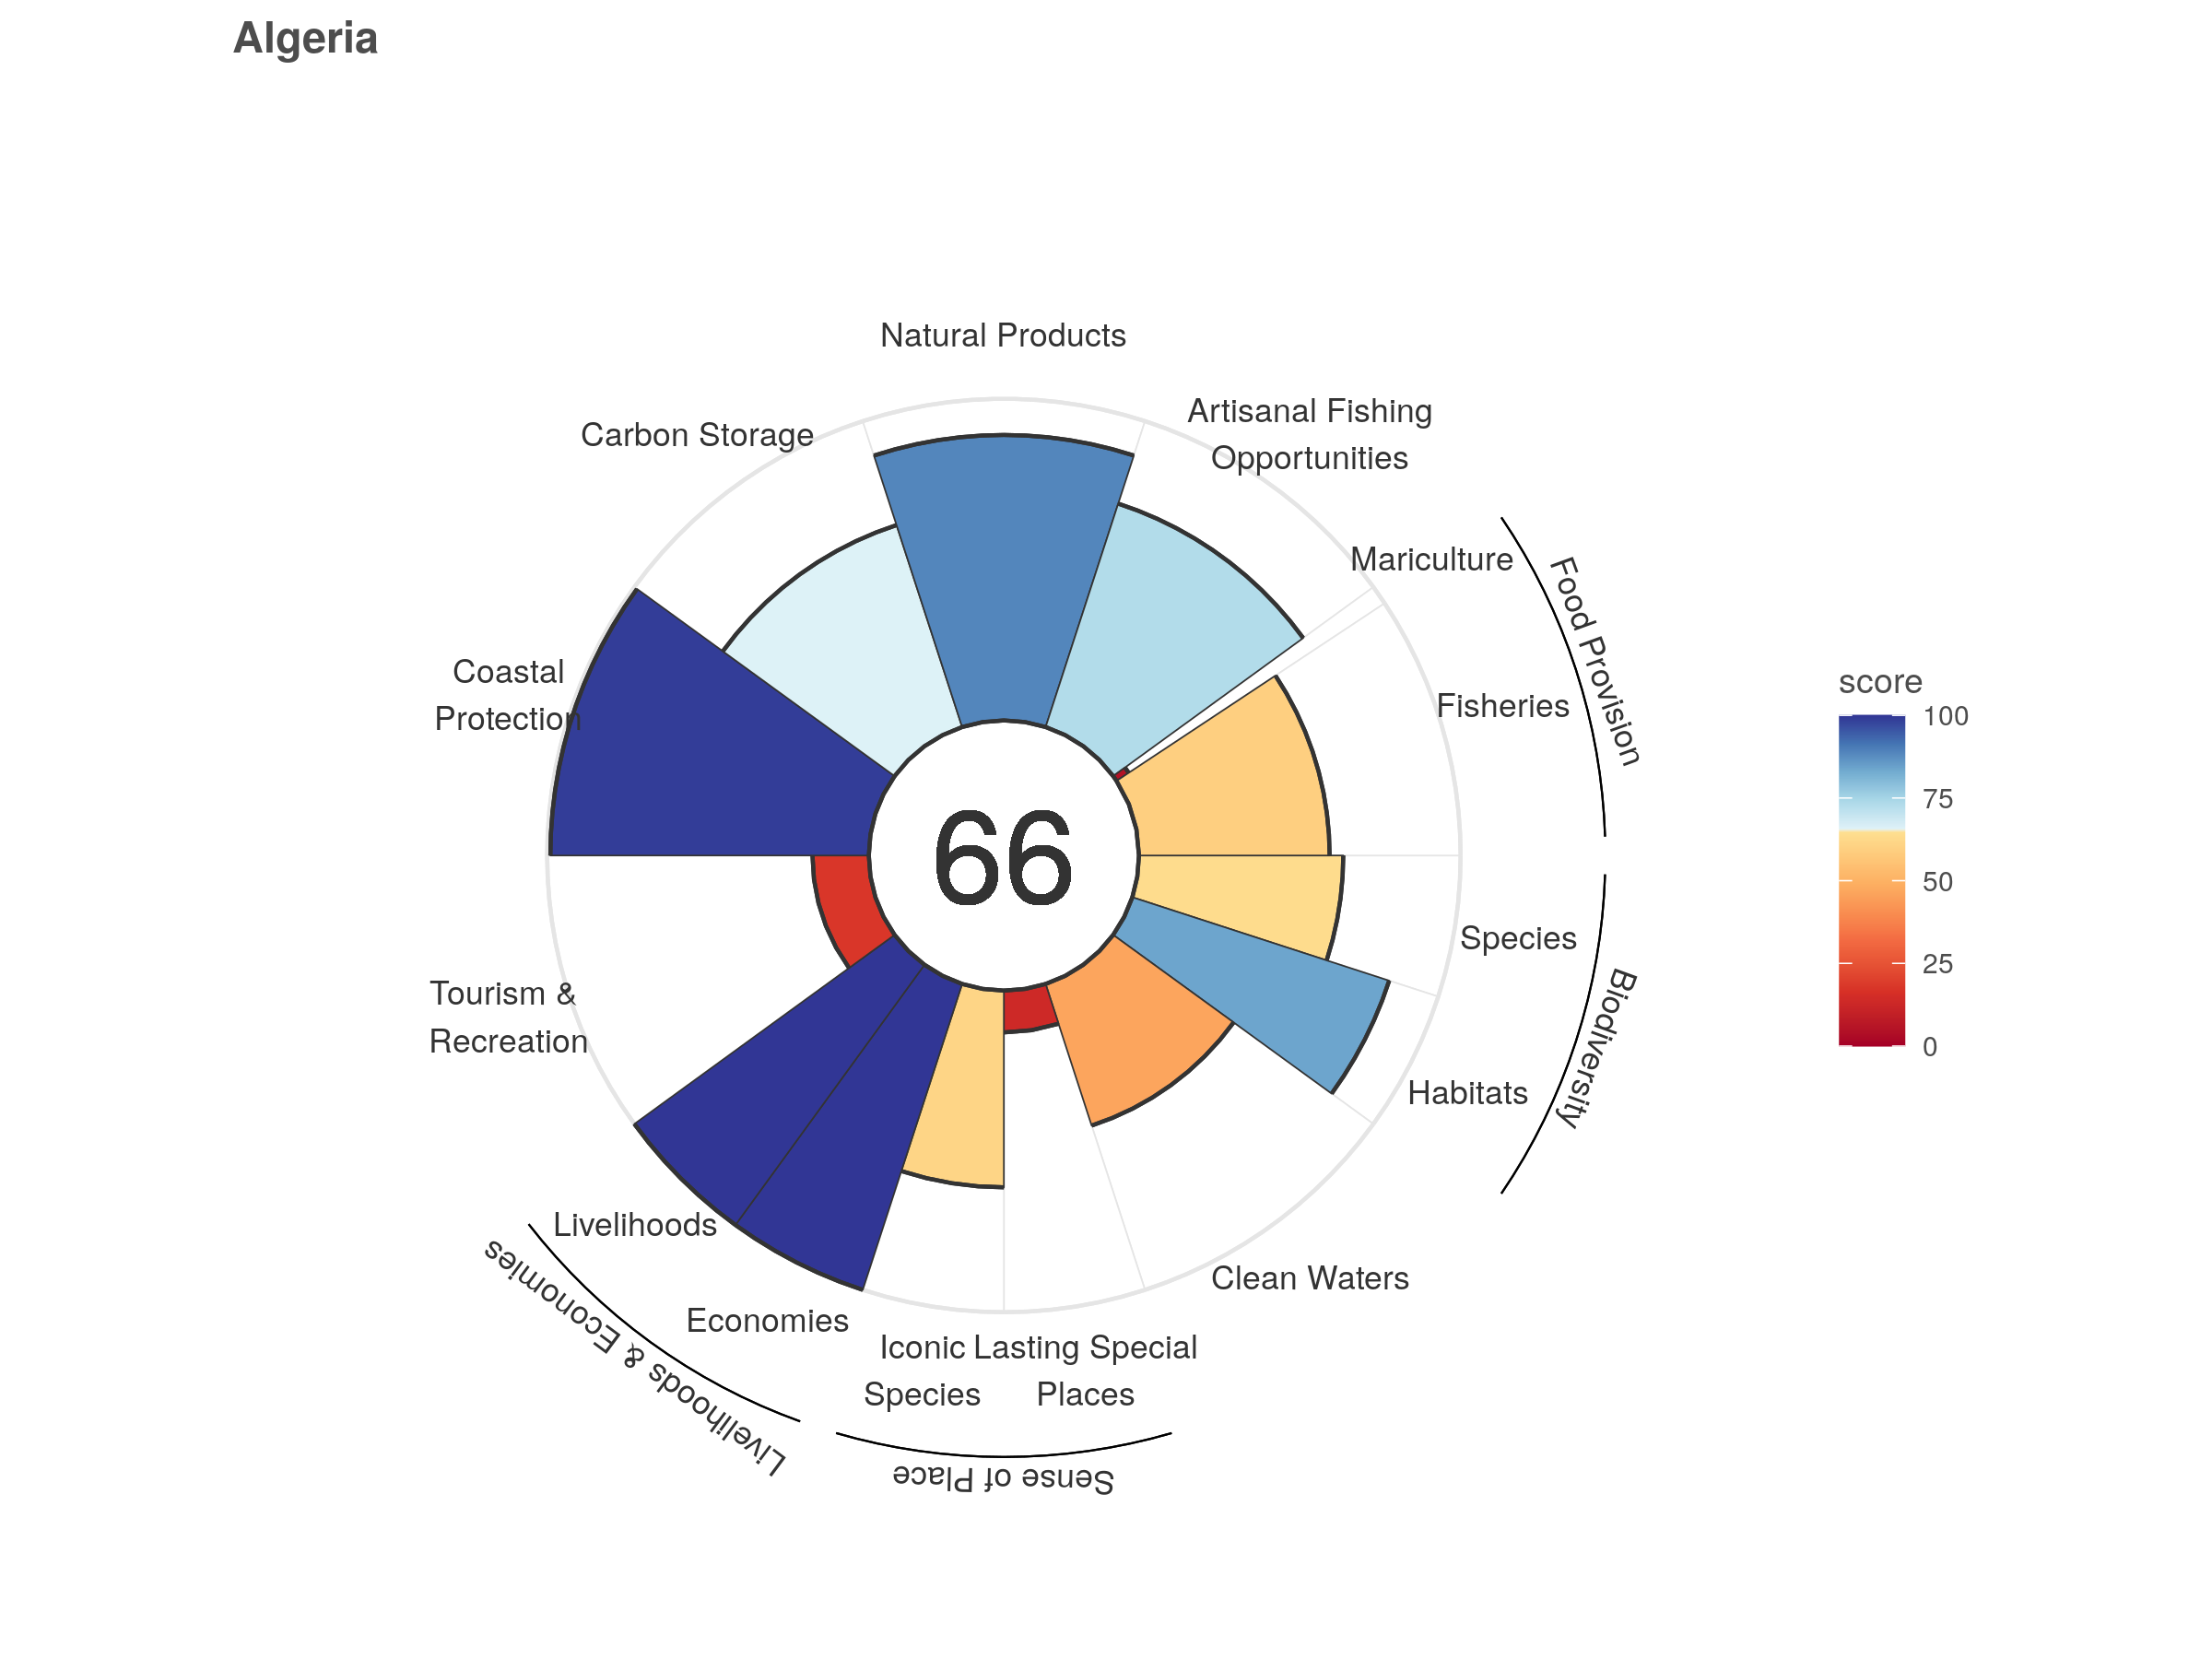 Algeria
Natural Products
Artisanal Fishing
Opportunities
Carbon Storage
Mariculture
Food Provision
Fisheries
Coastal
Protection
score
100
75
50
25
0
66
Species
Biodiversity
Habitats
Tourism &
Recreation
Livelihoods
Livelihoods & Economies
Economies
Clean Waters
Iconic
Species
Lasting Special
Places
Sense of Place